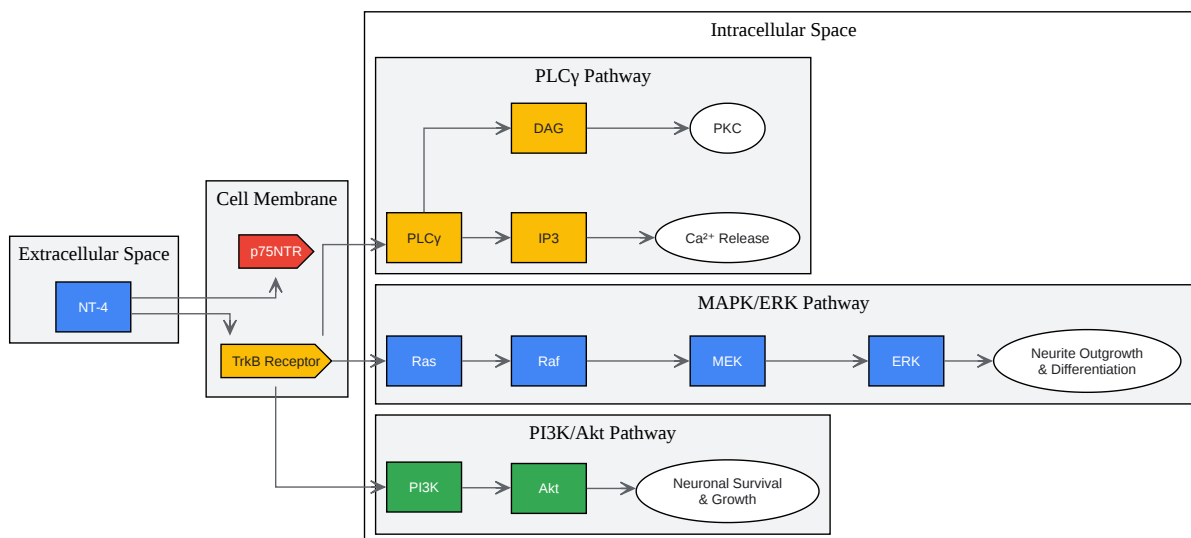 Intracellular Space
PLCγ Pathway
DAG
PKC
PLCγ
IP3
Ca²⁺ Release
Cell Membrane
p75NTR
TrkB Receptor
Extracellular Space
NT-4
MAPK/ERK Pathway
Ras
Raf
MEK
ERK
Neurite Outgrowth
& Differentiation
PI3K/Akt Pathway
PI3K
Akt
Neuronal Survival
& Growth